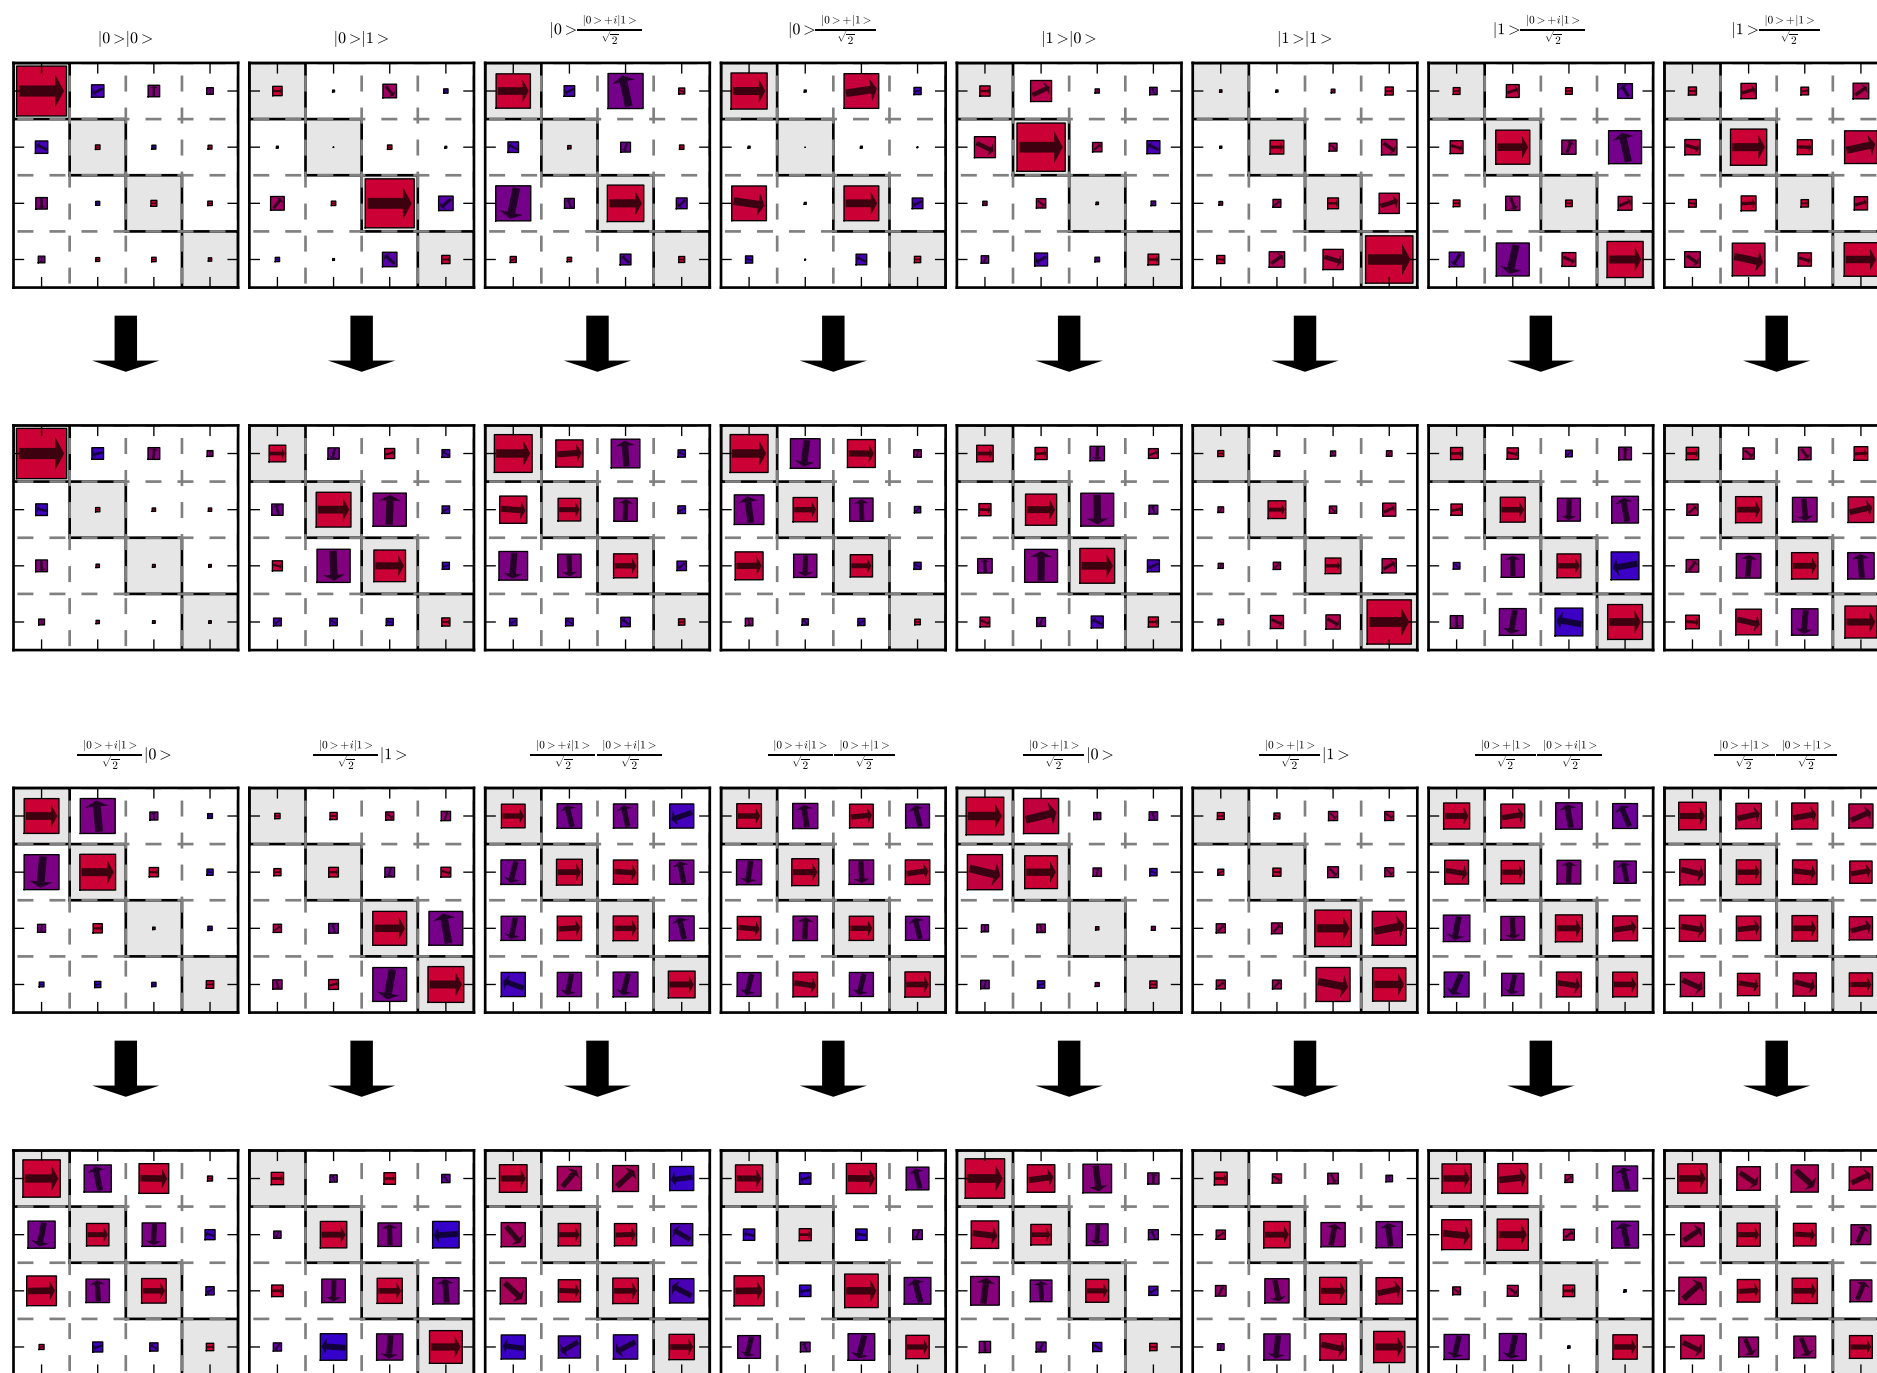 |0>|0>
|0>|1>
|0> |0>+i|1> / √2
|0> |0>+|1> / √2
|1>|0>
|1>|1>
|1> |0>+i|1> / √2
|1> |0>+|1> / √2
|0>+i|1> / √2 |0>
|0>+i|1> / √2 |1>
|0>+i|1> / √2 |0>+i|1> / √2
|0>+i|1> / √2 |0>+|1> / √2
|0>+|1> / √2 |0>
|0>+|1> / √2 |1>
|0>+|1> / √2 |0>+i|1> / √2
|0>+|1> / √2 |0>+|1> / √2